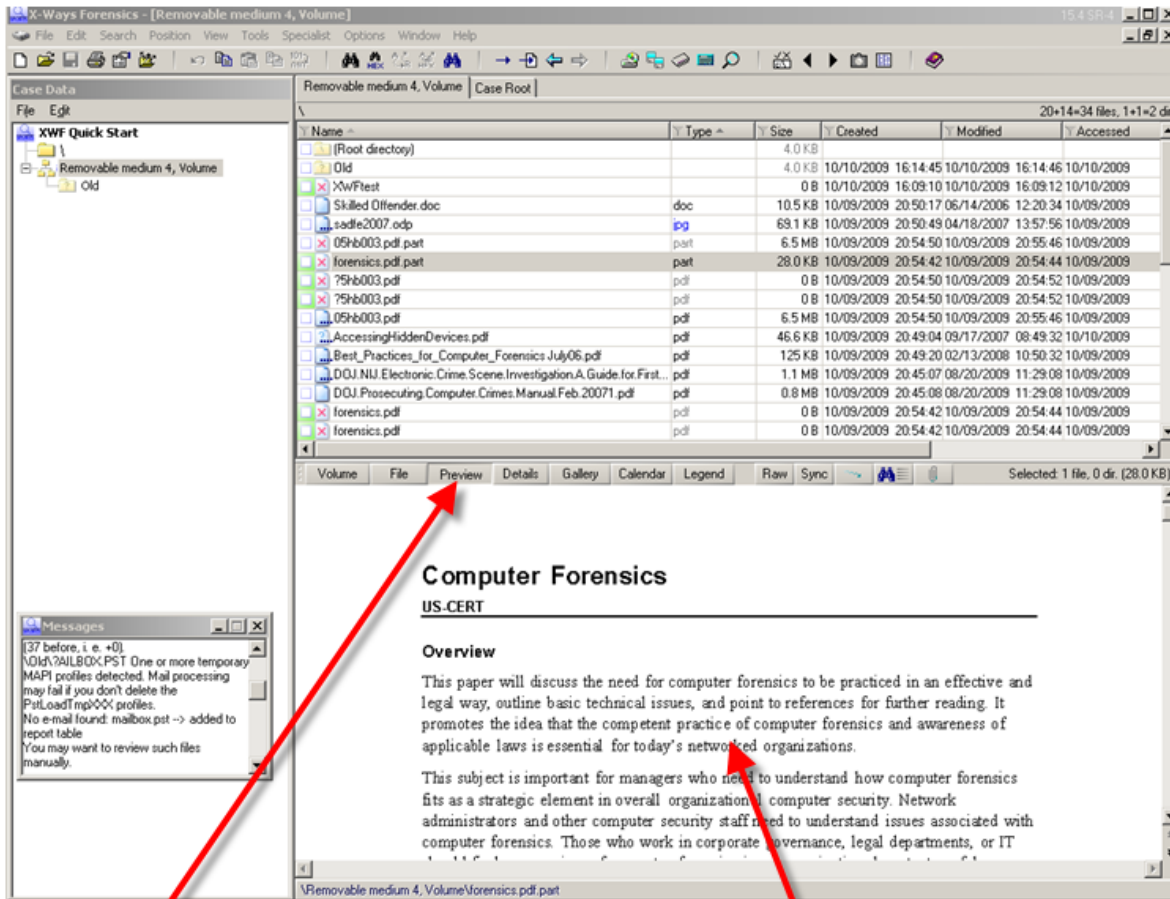 X-Ways Forensics - [Removable medium 4, Volume]
15.4 SR-4
File Edit Search Position View Tools Specialist Options Window Help
Case Data
File Edit
XWF Quick Start
\
Removable medium 4, Volume
Old
Removable medium 4, Volume Case Root
\ 20+14=34 files, 1+1=2 dir
Name Type Size Created Modified Accessed
(Root directory) 4.0 KB
Old 4.0 KB 10/10/2009 16:14:45 10/10/2009 16:14:46 10/10/2009
XWFtest 0 B 10/10/2009 16:09:10 10/10/2009 16:09:12 10/10/2009
Skilled Offender.doc doc 10.5 KB 10/09/2009 20:50:17 06/14/2006 12:20:34 10/09/2009
sadfe2007.odp jpg 69.1 KB 10/09/2009 20:50:49 04/18/2007 13:57:56 10/10/2009
05hb003.pdf.part part 6.5 MB 10/09/2009 20:54:50 10/09/2009 20:55:46 10/09/2009
forensics.pdf.part part 28.0 KB 10/09/2009 20:54:42 10/09/2009 20:54:44 10/09/2009
?5hb003.pdf pdf 0 B 10/09/2009 20:54:50 10/09/2009 20:54:52 10/09/2009
?5hb003.pdf pdf 0 B 10/09/2009 20:54:50 10/09/2009 20:54:52 10/09/2009
05hb003.pdf pdf 6.5 MB 10/09/2009 20:54:50 10/09/2009 20:55:46 10/09/2009
AccessingHiddenDevices.pdf pdf 46.6 KB 10/09/2009 20:49:04 09/17/2007 08:49:32 10/10/2009
Best_Practices_for_Computer_Forensics July06.pdf pdf 125 KB 10/09/2009 20:49:20 02/13/2008 10:50:32 10/09/2009
DOJ.NIJ.Electronic.Crime.Scene.Investigation.A.Guide.for.First... pdf 1.1 MB 10/09/2009 20:45:07 08/20/2009 11:29:08 10/09/2009
DOJ.Prosecuting.Computer.Crimes.Manual.Feb.20071.pdf pdf 0.8 MB 10/09/2009 20:45:08 08/20/2009 11:29:08 10/09/2009
forensics.pdf pdf 0 B 10/09/2009 20:54:42 10/09/2009 20:54:44 10/09/2009
forensics.pdf pdf 0 B 10/09/2009 20:54:42 10/09/2009 20:54:44 10/09/2009
Volume File Preview Details Gallery Calendar Legend Raw Sync Selected: 1 file, 0 dir. (28.0 KB)
Computer Forensics
US-CERT
Overview
This paper will discuss the need for computer forensics to be practiced in an effective and
legal way, outline basic technical issues, and point to references for further reading. It
promotes the idea that the competent practice of computer forensics and awareness of
applicable laws is essential for today's networked organizations.
This subject is important for managers who need to understand how computer forensics
fits as a strategic element in overall organizational computer security. Network
administrators and other computer security staff need to understand issues associated with
computer forensics. Those who work in corporate governance, legal departments, or IT
Messages
(37 before, i. e. +0).
\Old\?AILBOX.PST One or more temporary
MAPI profiles detected. Mail processing
may fail if you don't delete the
PstLoadTmpXXX profiles.
No e-mail found: mailbox.pst --> added to
report table
You may want to review such files
manually.
\Removable medium 4, Volume\forensics.pdf.part